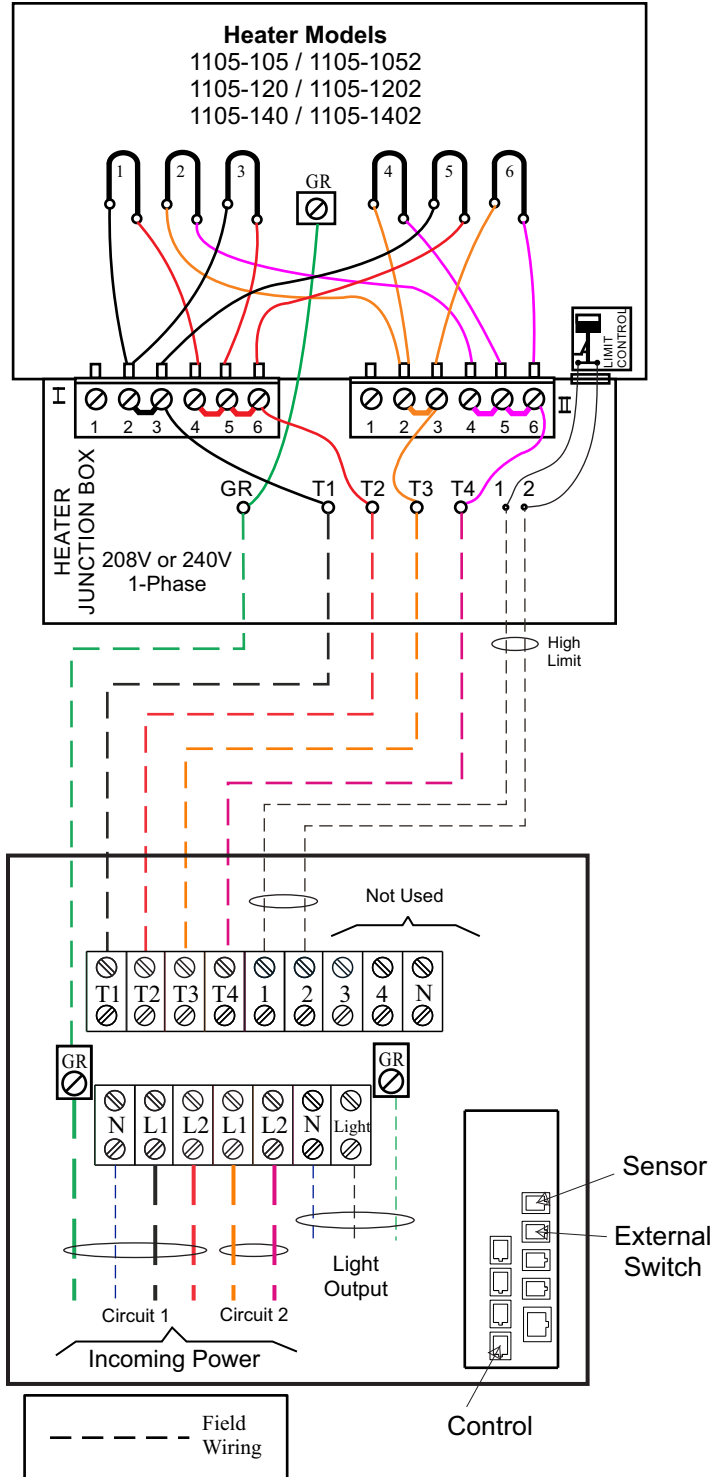 Heater Models
1105-105 / 1105-1052
1105-120 / 1105-1202
1105-140 / 1105-1402
1 2 3 GR 4 5 6
LIMIT CONTROL
I
1 2 3 4 5 6
II
1 2 3 4 5 6
HEATER JUNCTION BOX
GR T1 T2 T3 T4 1 2
208V or 240V
1-Phase
High
Limit
Not Used
T1 T2 T3 T4 1 2 3 4 N
GR
GR
N L1 L2 L1 L2 N Light
Sensor
External
Switch
Light
Output
Circuit 1 Circuit 2
Incoming Power
Control
Field
Wiring